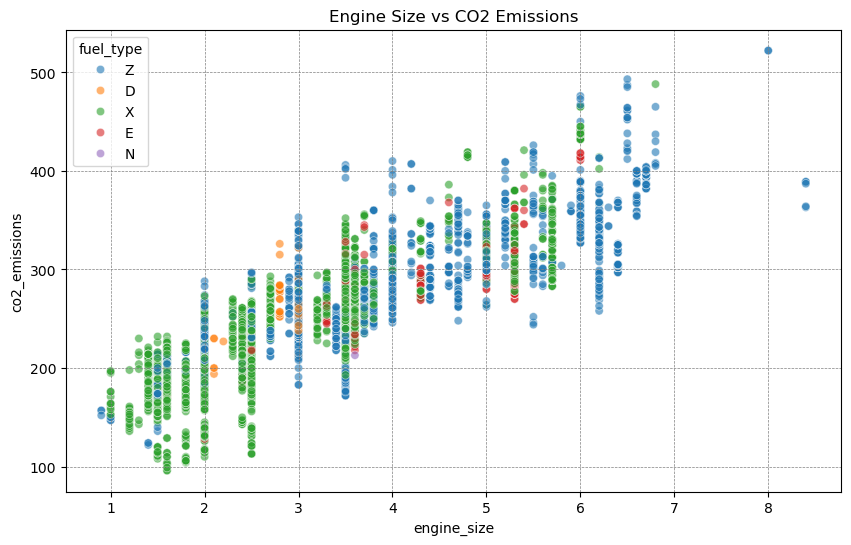 Engine Size vs CO2 Emissions
fuel_type
Z
D
X
E
N
co2_emissions
500
400
300
200
100
1 2 3 4 5 6 7 8
engine_size